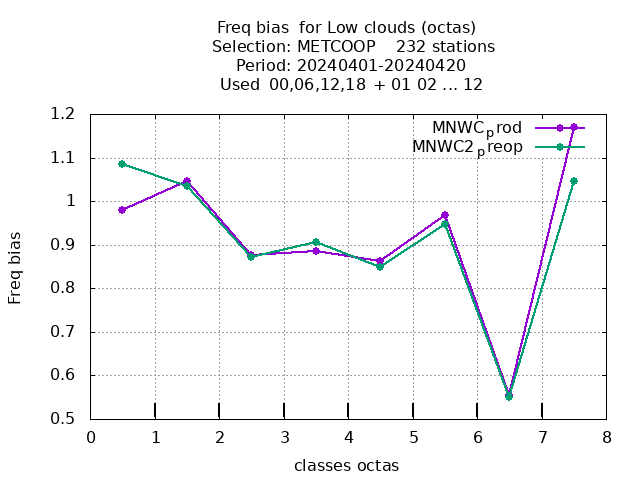 Freq bias  for Low clouds (octas)
Selection: METCOOP    232 stations
Period: 20240401-20240420
Used  00,06,12,18  + 01 02 ... 12
MNWCprod
MNWC2preop
1.2
1.1
1
0.9
0.8
0.7
0.6
0.5
Freq bias
0 1 2 3 4 5 6 7 8
classes octas